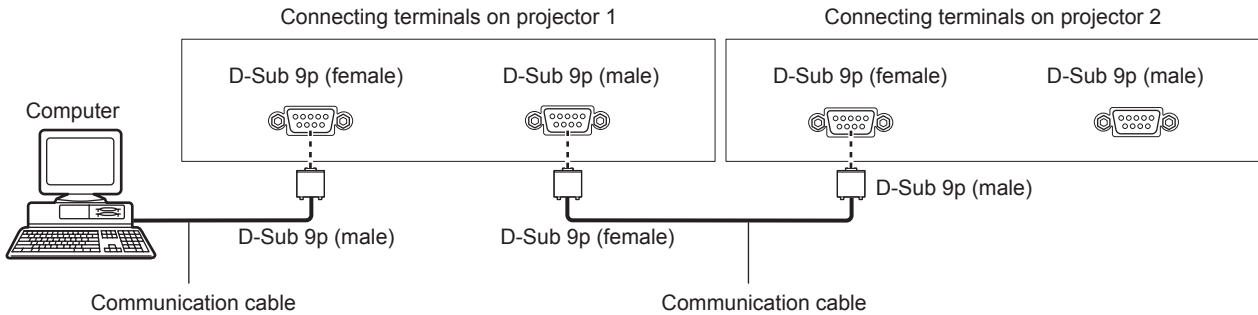 Connecting terminals on projector 1
Connecting terminals on projector 2
D-Sub 9p (female)
D-Sub 9p (male)
D-Sub 9p (female)
D-Sub 9p (male)
Computer
D-Sub 9p (male)
D-Sub 9p (male)
D-Sub 9p (female)
Communication cable
Communication cable